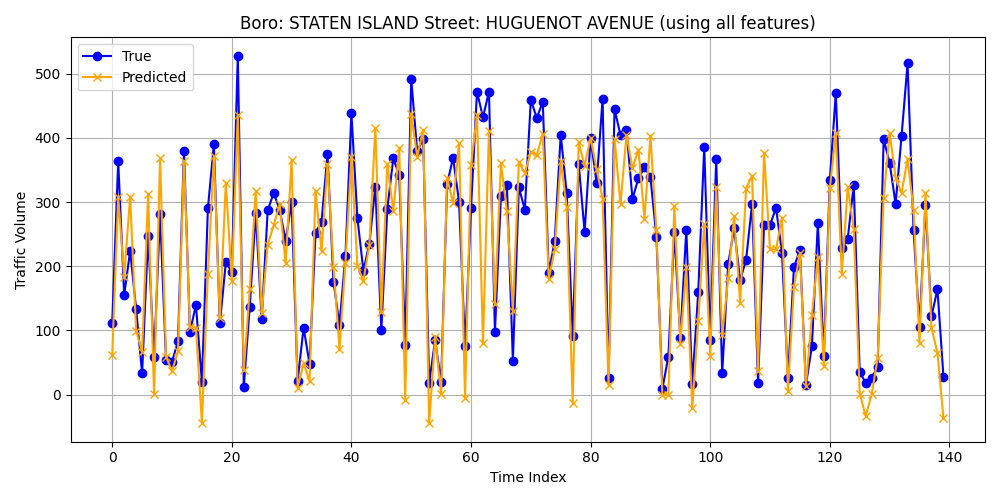 Boro: STATEN ISLAND Street: HUGUENOT AVENUE (using all features)
True
Predicted
Traffic Volume
500
400
300
200
100
0
0 20 40 60 80 100 120 140
Time Index